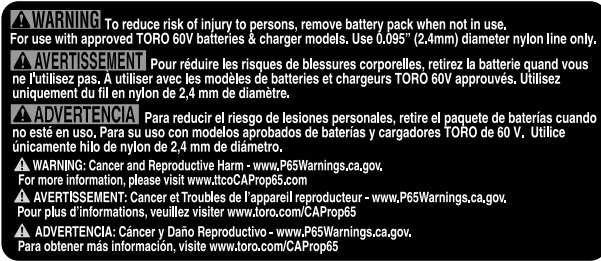 ⚠WARNING To reduce risk of injury to persons, remove battery pack when not in use.
For use with approved TORO 60V batteries & charger models. Use 0.095” (2.4mm) diameter nylon line only.
⚠AVERTISSEMENT Pour réduire les risques de blessures corporelles, retirez la batterie quand vous
ne l'utilisez pas. À utiliser avec les modèles de batteries et chargeurs TORO 60V approuvés. Utilisez
uniquement du fil en nylon de 2,4 mm de diamètre.
⚠ADVERTENCIA Para reducir el riesgo de lesiones personales, retire el paquete de baterías cuando
no esté en uso. Para su uso con modelos aprobados de baterías y cargadores TORO de 60 V. Utilice
únicamente hilo de nylon de 2,4 mm de diámetro.
⚠ WARNING: Cancer and Reproductive Harm - www.P65Warnings.ca.gov.
For more information, please visit www.ttcoCAProp65.com
⚠ AVERTISSEMENT: Cancer et Troubles de l'appareil reproducteur - www.P65Warnings.ca.gov.
Pour plus d'informations, veuillez visiter www.toro.com/CAProp65
⚠ ADVERTENCIA: Cáncer y Daño Reproductivo - www.P65Warnings.ca.gov.
Para obtener más información, visite www.toro.com/CAProp65